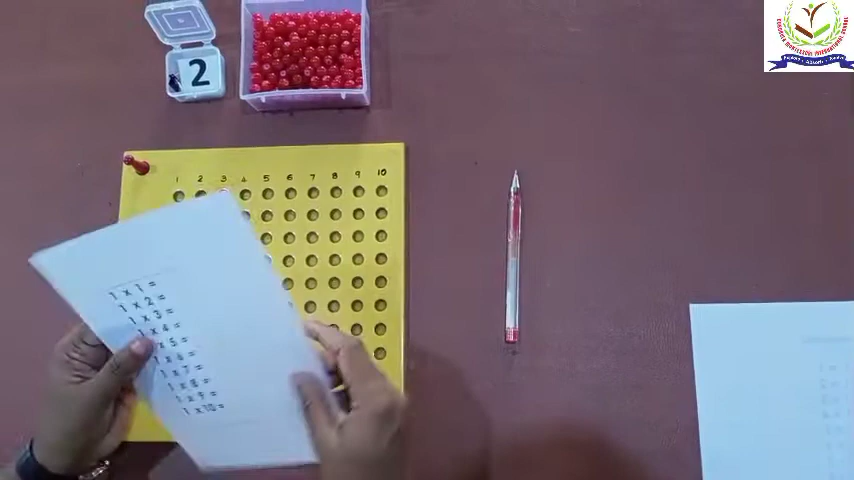 2
1 2 3 4 5 6 7 8 9 10
1 x 1 =
1 x 2 =
1 x 3 =
1 x 4 =
x 5 =
1 x 6 =
1 x 7 =
1 x 8 =
1 x 9 =
1 x 10 =